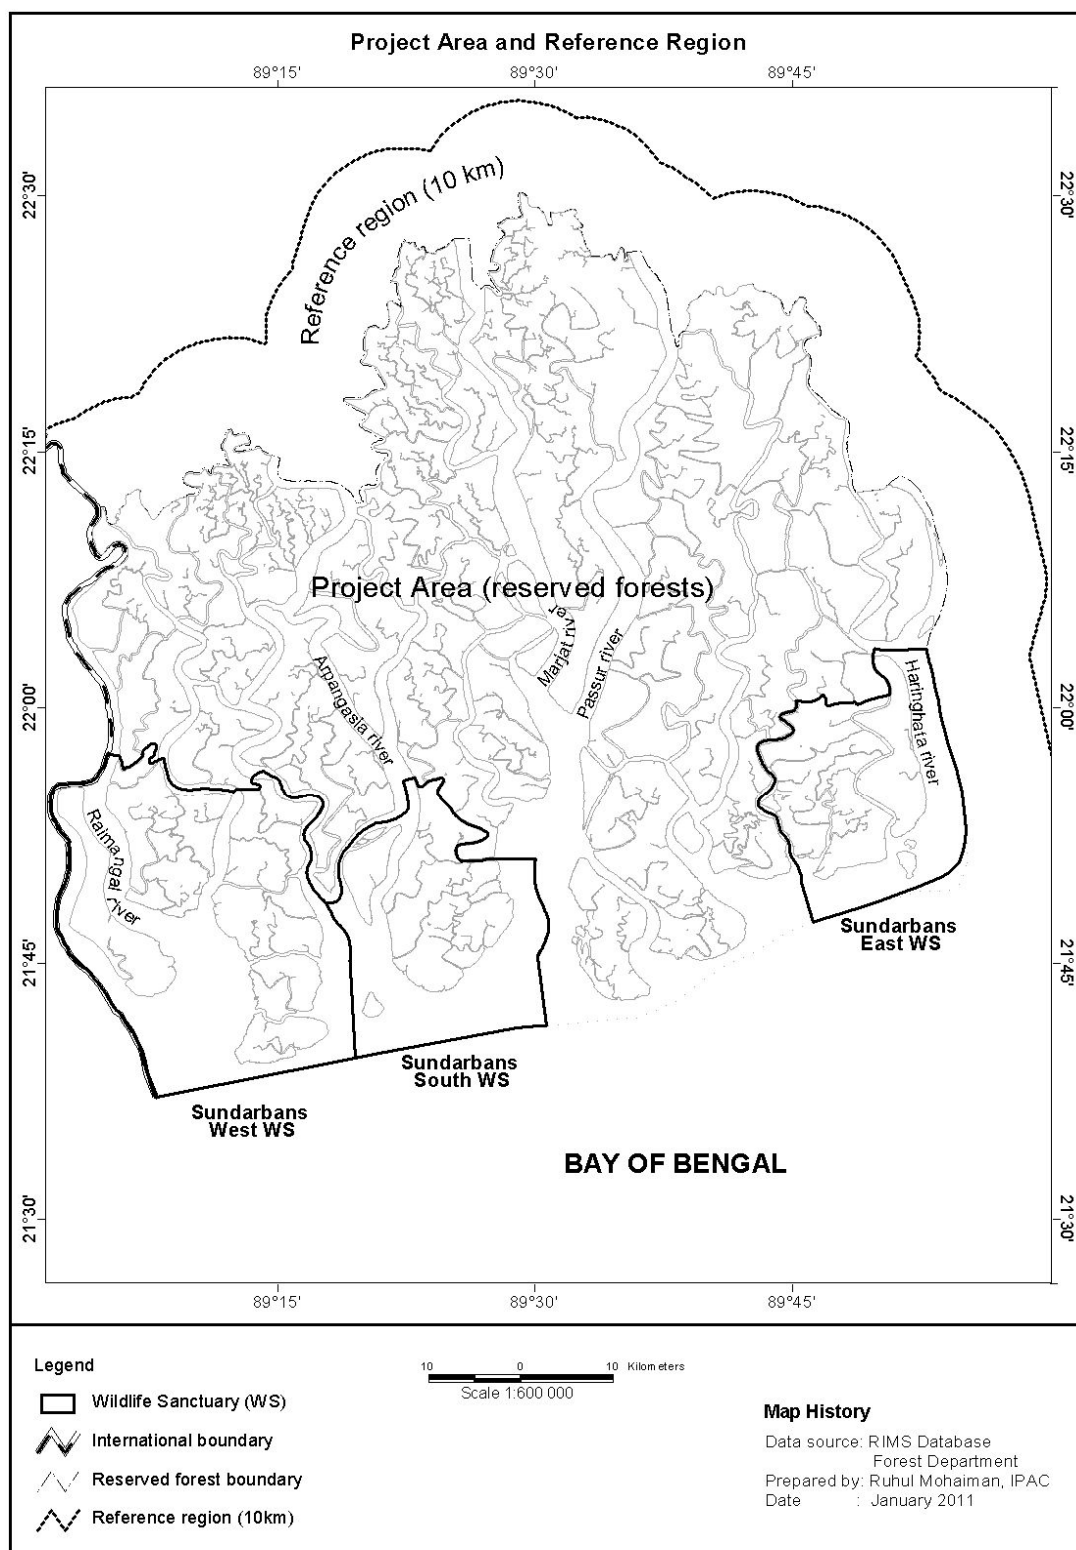 Project Area and Reference Region
89°15'
89°30'
89°45'
22°30'
22°30'
Reference region (10 km)
22°15'
22°15'
Project Area (reserved forests)
Marjat river
Passur river
Arpangasia river
Haringhata river
22°00'
22°00'
Raimangal river
Sundarbans
East WS
21°45'
21°45'
Sundarbans
South WS
Sundarbans
West WS
BAY OF BENGAL
21°30'
21°30'
89°15'
89°30'
89°45'
Legend
Wildlife Sanctuary (WS)
International boundary
Reserved forest boundary
Reference region (10km)
10 0 10 Kilometers
Scale 1:600 000
Map History
Data source: RIMS Database
Forest Department
Prepared by: Ruhul Mohaiman, IPAC
Date : January 2011